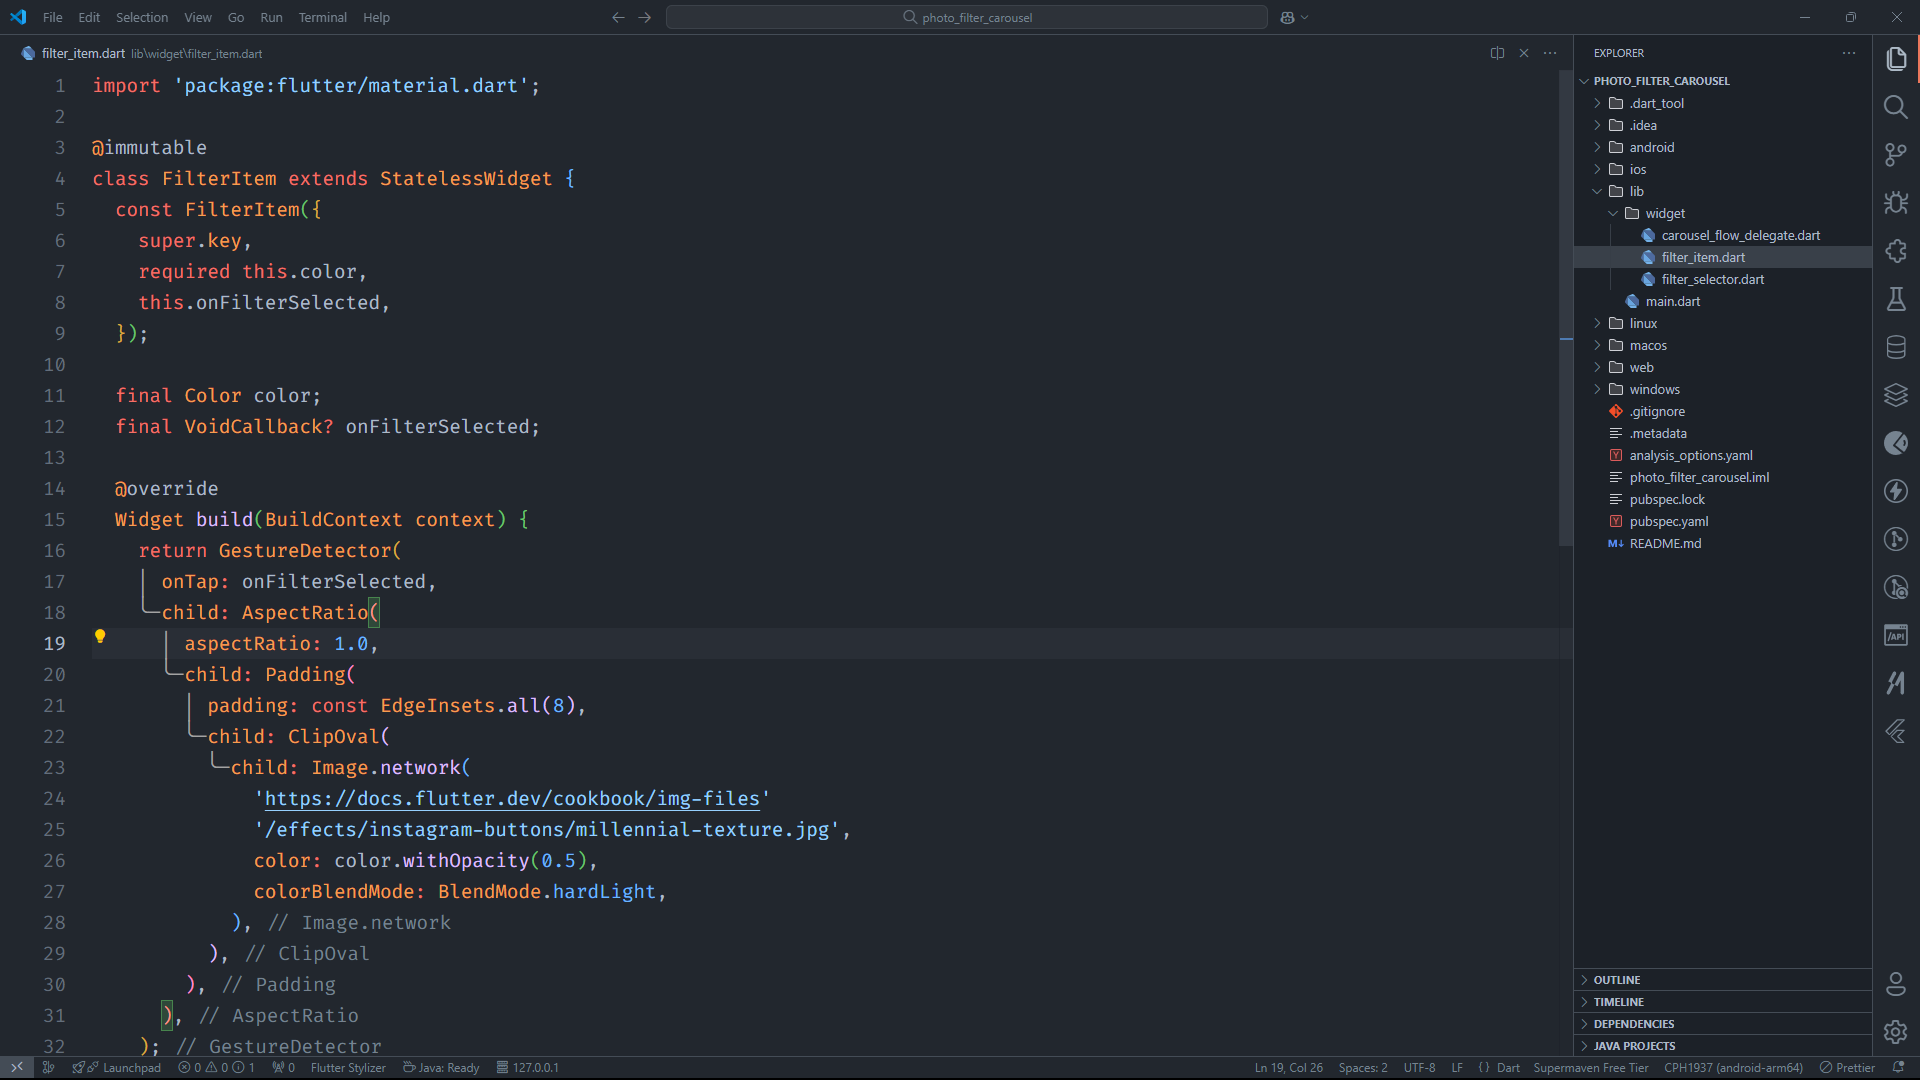 File Edit Selection View Go Run Terminal Help
photo_filter_carousel
filter_item.dart lib\widget\filter_item.dart
1 import 'package:flutter/material.dart';
2
3 @immutable
4 class FilterItem extends StatelessWidget {
5 const FilterItem({
6 super.key,
7 required this.color,
8 this.onFilterSelected,
9 });
10
11 final Color color;
12 final VoidCallback? onFilterSelected;
13
14 @override
15 Widget build(BuildContext context) {
16 return GestureDetector(
17 onTap: onFilterSelected,
18 child: AspectRatio(
19 aspectRatio: 1.0,
20 child: Padding(
21 padding: const EdgeInsets.all(8),
22 child: ClipOval(
23 child: Image.network(
24 'https://docs.flutter.dev/cookbook/img-files'
25 '/effects/instagram-buttons/millennial-texture.jpg',
26 color: color.withOpacity(0.5),
27 colorBlendMode: BlendMode.hardLight,
28 ), // Image.network
29 ), // ClipOval
30 ), // Padding
31 ), // AspectRatio
32 ); // GestureDetector
EXPLORER
PHOTO_FILTER_CAROUSEL
.dart_tool
.idea
android
ios
lib
widget
carousel_flow_delegate.dart
filter_item.dart
filter_selector.dart
main.dart
linux
macos
web
windows
.gitignore
.metadata
Y analysis_options.yaml
photo_filter_carousel.iml
pubspec.lock
Y pubspec.yaml
M↓ README.md
OUTLINE
TIMELINE
DEPENDENCIES
JAVA PROJECTS
/API
Launchpad 0 0 1 0 Flutter Stylizer Java: Ready 127.0.0.1 Ln 19, Col 26 Spaces: 2 UTF-8 LF {} Dart Supermaven Free Tier CPH1937 (android-arm64) Prettier